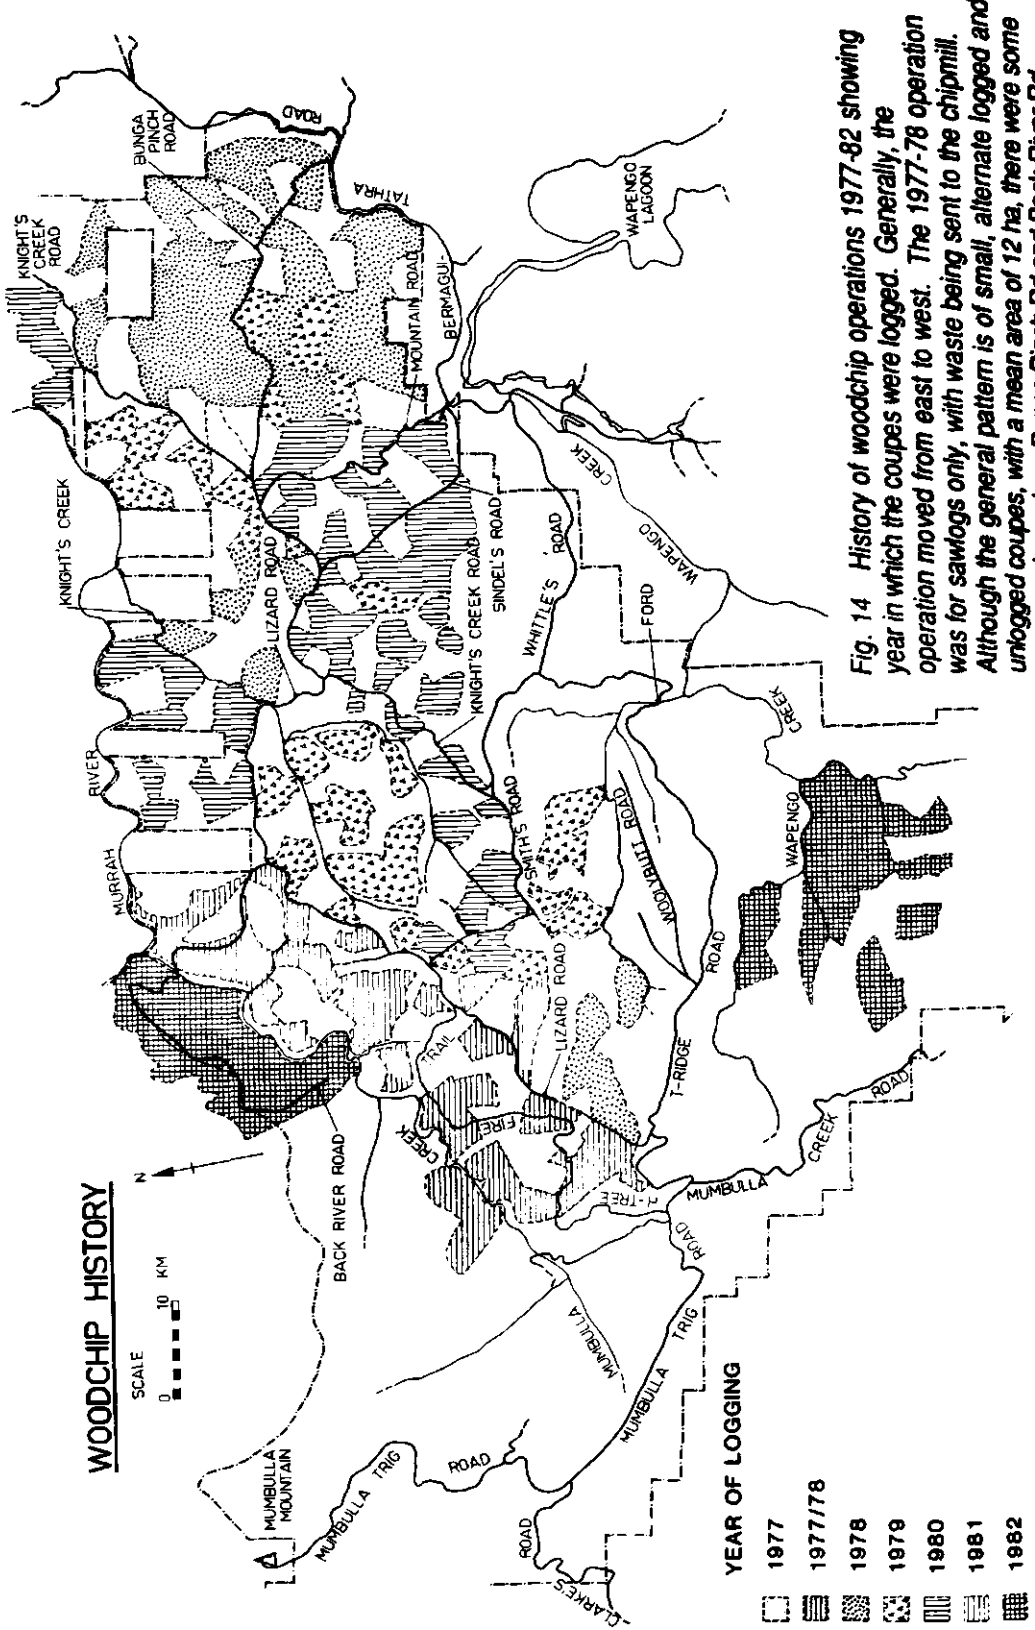 WOODCHIP HISTORY
SCALE
0 10 KM
N
MUMBULLA
MOUNTAIN
MUMBULLA TRIG ROAD
CLARKE'S ROAD
MUMBULLA TRIG ROAD
MUMBULLA CREEK
BACK RIVER ROAD
FIRE TRAIL
LIZARD ROAD
T-RIDGE ROAD
MUMBULLA CREEK ROAD
MURRAH RIVER
SMITH'S ROAD
WOOLYBUTT ROAD
WAPENGO CREEK
FORD
WHITTLE'S ROAD
WAPENGO CREEK
KNIGHT'S CREEK
LIZARD ROAD
KNIGHT'S CREEK ROAD
SINDEL'S ROAD
KNIGHT'S
CREEK
ROAD
BUNGA
PINCH
ROAD
MOUNTAIN ROAD
BERMAGUI-TATHRA ROAD
WAPENGO
LAGOON
YEAR OF LOGGING
1977
1977/78
1978
1979
1980
1981
1982
Fig. 14 History of woodchip operations 1977-82 showing
year in which the coupes were logged. Generally, the
operation moved from east to west. The 1977-78 operation
was for sawlogs only, with waste being sent to the chipmill.
Although the general pattern is of small, alternate logged and
unlogged coupes, with a mean area of 12 ha, there were some